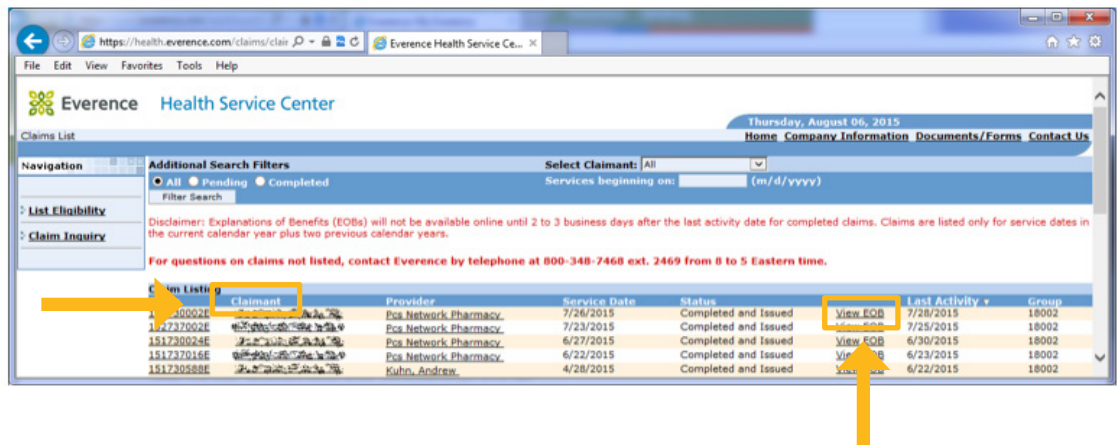 https://health.everence.com/claims/clair
Everence Health Service Ce...
File Edit View Favorites Tools Help
Everence Health Service Center
Thursday, August 06, 2015
Claims List
Home Company Information Documents/Forms Contact Us
Navigation
Additional Search Filters Select Claimant: All
All Pending Completed Services beginning on: (m/d/yyyy)
Filter Search
List Eligibility
Claim Inquiry
Disclaimer: Explanations of Benefits (EOBs) will not be available online until 2 to 3 business days after the last activity date for completed claims. Claims are listed only for service dates in
the current calendar year plus two previous calendar years.
For questions on claims not listed, contact Everence by telephone at 800-348-7468 ext. 2469 from 8 to 5 Eastern time.
Claim Listing
Claimant Provider Service Date Status Last Activity Group
Pcs Network Pharmacy 7/26/2015 Completed and Issued View EOB 7/28/2015 18002
Pcs Network Pharmacy 7/23/2015 Completed and Issued 7/25/2015 18002
151730024E Pcs Network Pharmacy 6/27/2015 Completed and Issued View EOB 6/30/2015 18002
151737016E Pcs Network Pharmacy 6/22/2015 Completed and Issued 6/23/2015 18002
151730588E Kuhn, Andrew 4/28/2015 Completed and Issued 6/22/2015 18002